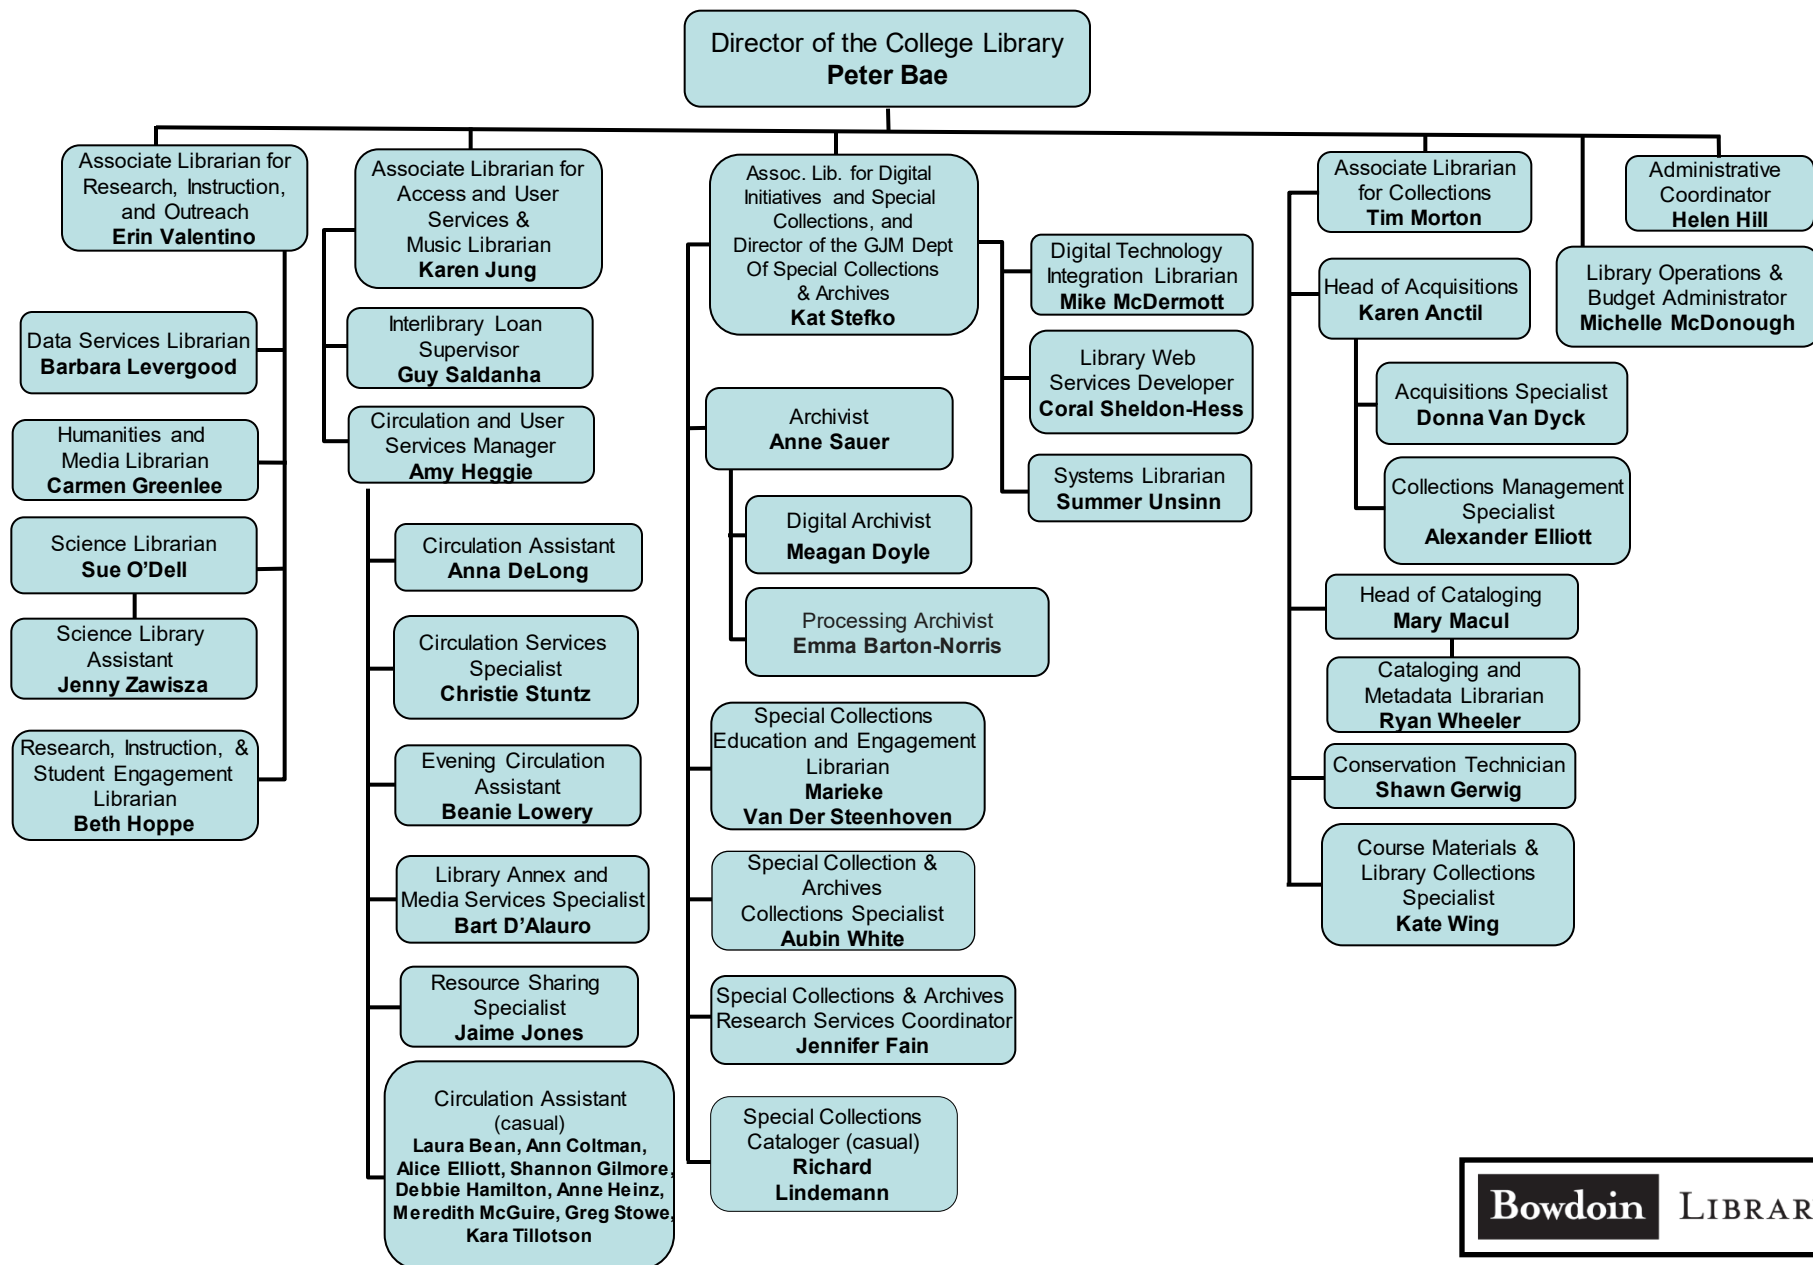 Director of the College Library
Peter Bae
Associate Librarian for
Research, Instruction,
and Outreach
Erin Valentino
Data Services Librarian
Barbara Levergood
Humanities and
Media Librarian
Carmen Greenlee
Science Librarian
Sue O’Dell
Science Library
Assistant
Jenny Zawisza
Research, Instruction, &
Student Engagement
Librarian
Beth Hoppe
Associate Librarian for
Access and User
Services &
Music Librarian
Karen Jung
Interlibrary Loan
Supervisor
Guy Saldanha
Circulation and User
Services Manager
Amy Heggie
Circulation Assistant
Anna DeLong
Circulation Services
Specialist
Christie Stuntz
Evening Circulation
Assistant
Beanie Lowery
Library Annex and
Media Services Specialist
Bart D’Alauro
Resource Sharing
Specialist
Jaime Jones
Circulation Assistant
(casual)
Laura Bean, Ann Coltman,
Alice Elliott, Shannon Gilmore,
Debbie Hamilton, Anne Heinz,
Meredith McGuire, Greg Stowe,
Kara Tillotson
Assoc. Lib. for Digital
Initiatives and Special
Collections, and
Director of the GJM Dept
Of Special Collections
& Archives
Kat Stefko
Digital Technology
Integration Librarian
Mike McDermott
Library Web
Services Developer
Coral Sheldon-Hess
Systems Librarian
Summer Unsinn
Archivist
Anne Sauer
Digital Archivist
Meagan Doyle
Processing Archivist
Emma Barton-Norris
Special Collections
Education and Engagement
Librarian
Marieke
Van Der Steenhoven
Special Collection &
Archives
Collections Specialist
Aubin White
Special Collections & Archives
Research Services Coordinator
Jennifer Fain
Special Collections
Cataloger (casual)
Richard
Lindemann
Associate Librarian
for Collections
Tim Morton
Head of Acquisitions
Karen Anctil
Acquisitions Specialist
Donna Van Dyck
Collections Management
Specialist
Alexander Elliott
Head of Cataloging
Mary Macul
Cataloging and
Metadata Librarian
Ryan Wheeler
Conservation Technician
Shawn Gerwig
Course Materials &
Library Collections
Specialist
Kate Wing
Administrative
Coordinator
Helen Hill
Library Operations &
Budget Administrator
Michelle McDonough
Bowdoin LIBRAR